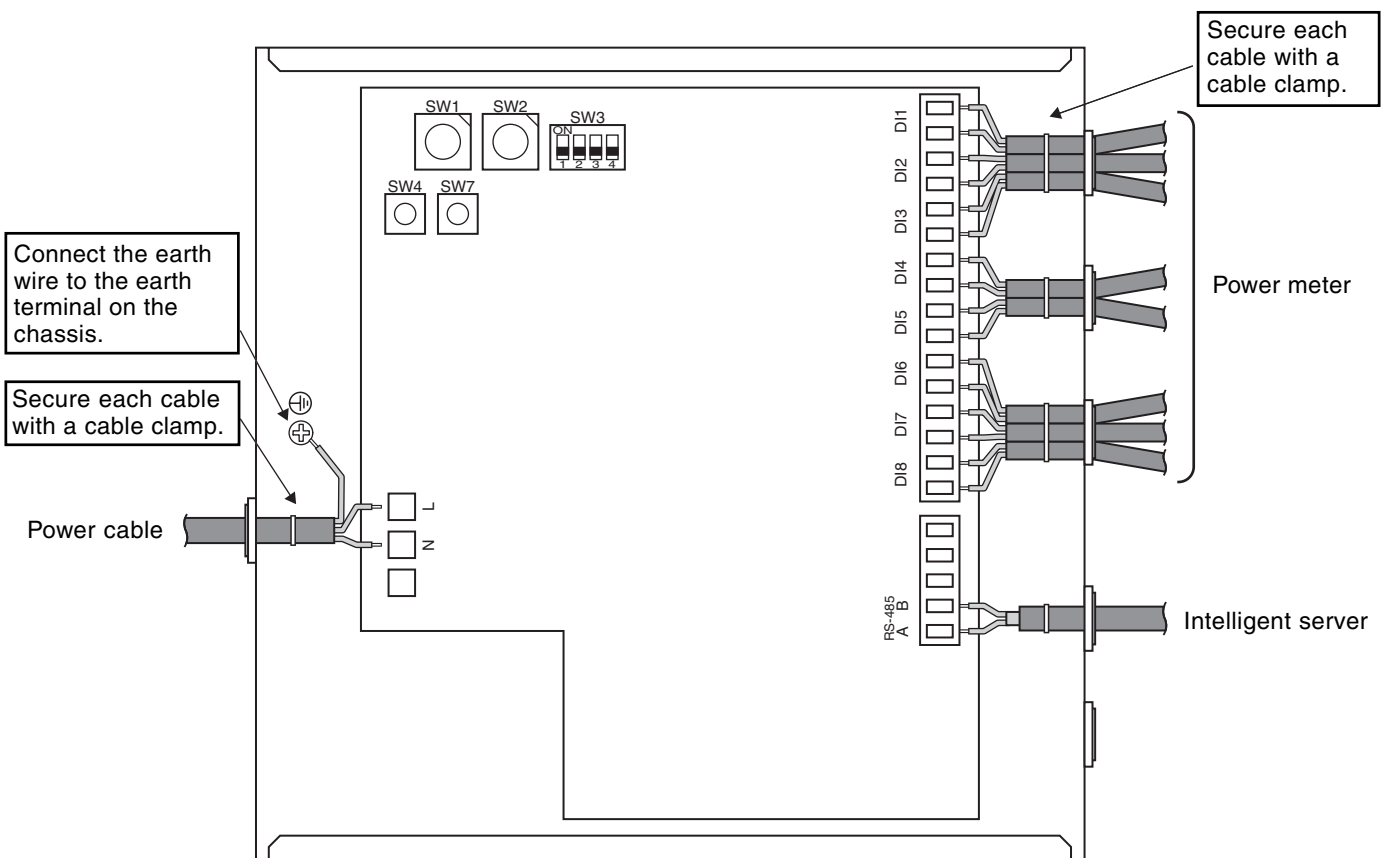 Secure each
cable with a
cable clamp.
SW1
SW2
SW3
ON
1 2 3 4
SW4
SW7
DI1
DI2
DI3
DI4
DI5
DI6
DI7
DI8
Power meter
Connect the earth
wire to the earth
terminal on the
chassis.
Secure each cable
with a cable clamp.
Power cable
L
N
RS-485
B
A
Intelligent server